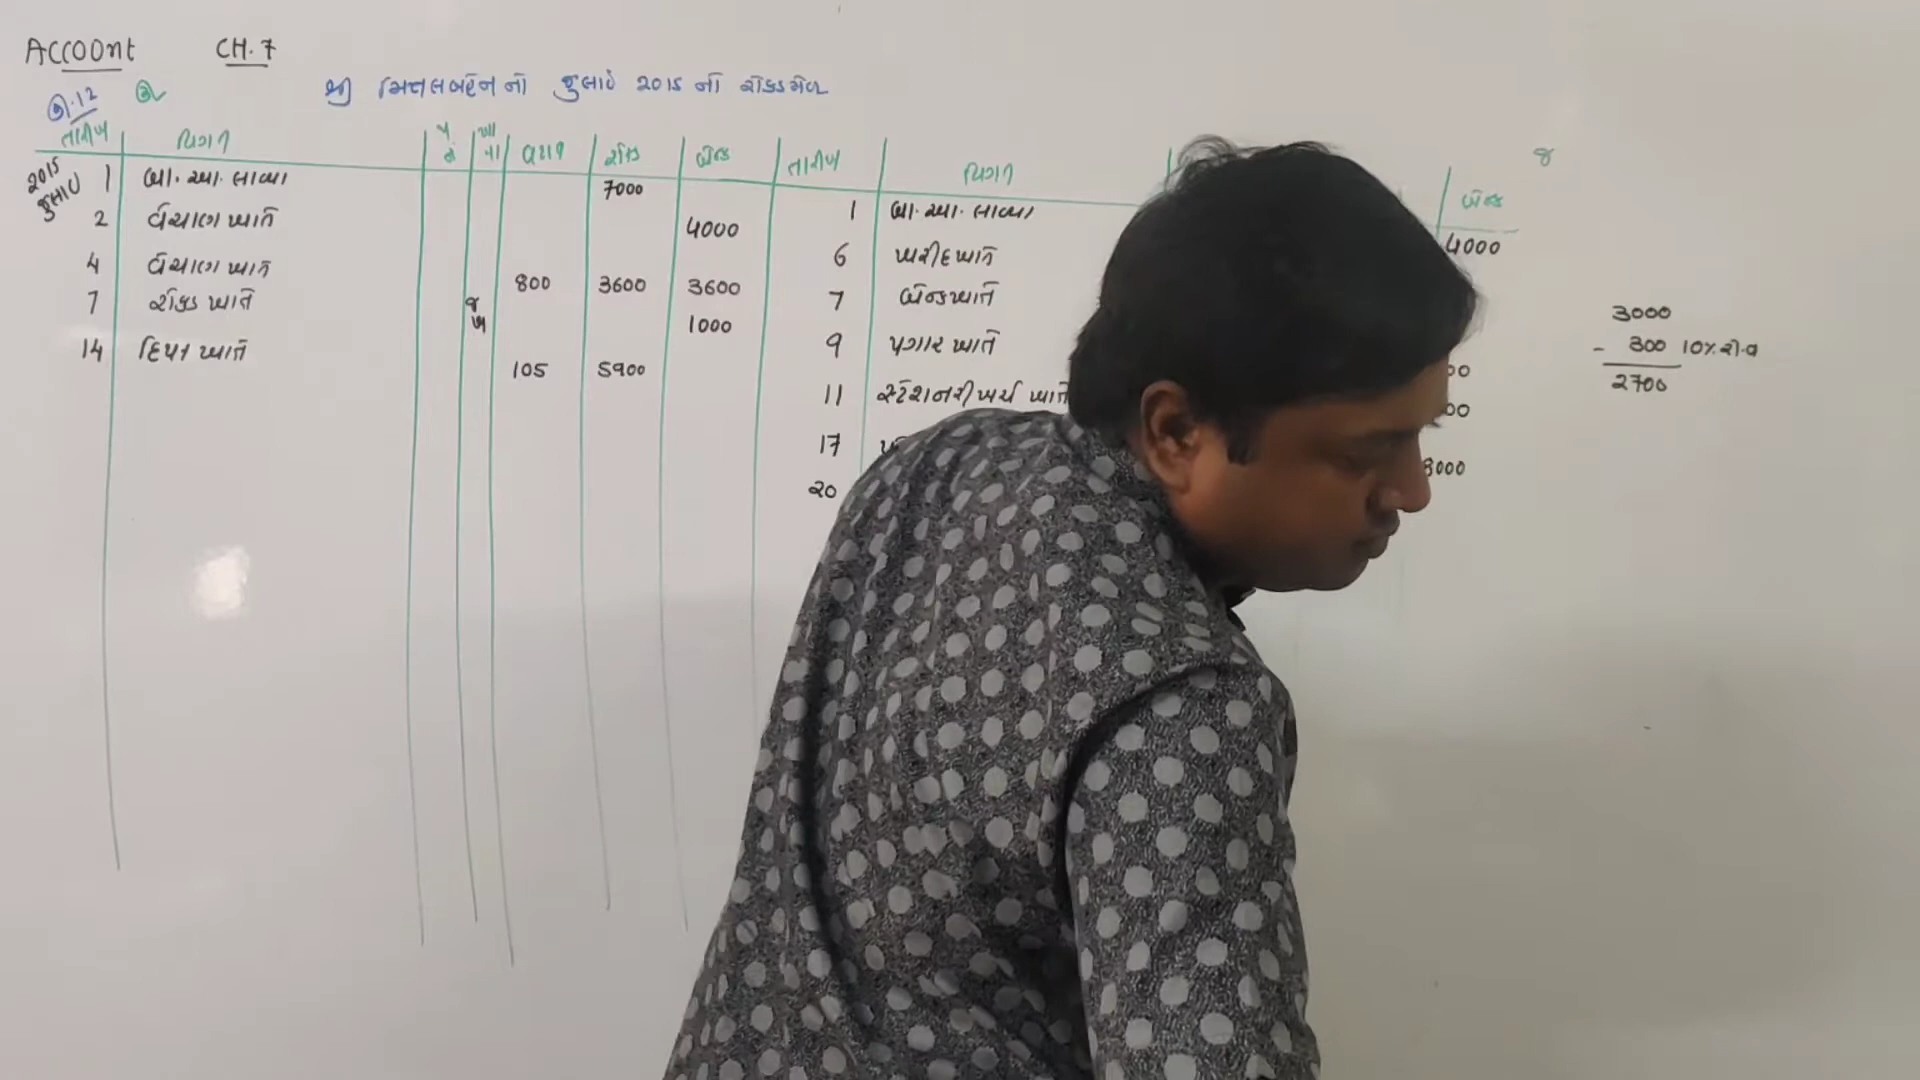 Account CH.7
દા.12 ઉ
શ્રી મિત્તલબહેનનો જુલાઈ ૨૦૧૫ નો રોકડમેળ જ
તારીખ વિગત વટાવ રોકડ બૅન્ક તારીખ વિગત બૅન્ક
2015 જુલાઈ 1 બા. આ. લાવ્યા 7000 1 બા. આ. લાવ્યા 4000
2 વેચાણ ખાતે 4000 6 ખરીદ ખાતે
4 વેચાણ ખાતે 800 3600 3600 7 બૅન્ક ખાતે
7 રોકડ ખાતે 1000 9 પગાર ખાતે
14 દિપા ખાતે 105 5900 11 સ્ટેશનરી ખર્ચ ખાતે
17
20
3000
- 300 10% રો.વ
2700